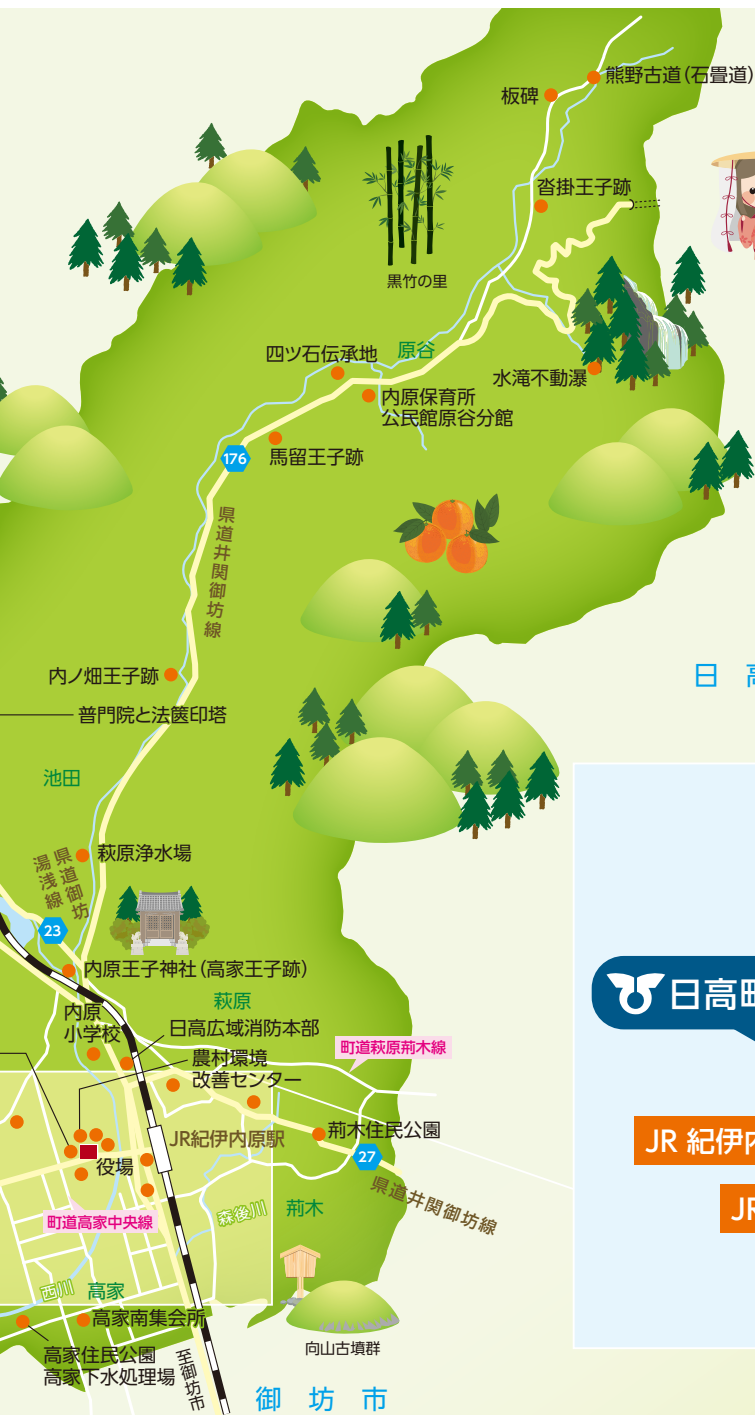 熊野古道（石畳道）
板碑
沓掛王子跡
黒竹の里
四ツ石伝承地
原谷
水滝不動瀑
内原保育所
公民館原谷分館
176
馬留王子跡
県道井関御坊線
内ノ畑王子跡
普門院と法篋印塔
日 高
池田
萩原浄水場
県道御坊
湯浅線
23
内原王子神社（高家王子跡）
日高町
萩原
内原
小学校
日高広域消防本部
町道萩原荊木線
農村環境
改善センター
JR紀伊内原駅
荊木住民公園
JR 紀伊内
27
役場
県道井関御坊線
JR
町道高家中央線
森後川
荊木
西川
高家
高家南集会所
向山古墳群
高家住民公園
高家下水処理場
至御坊市
御 坊 市